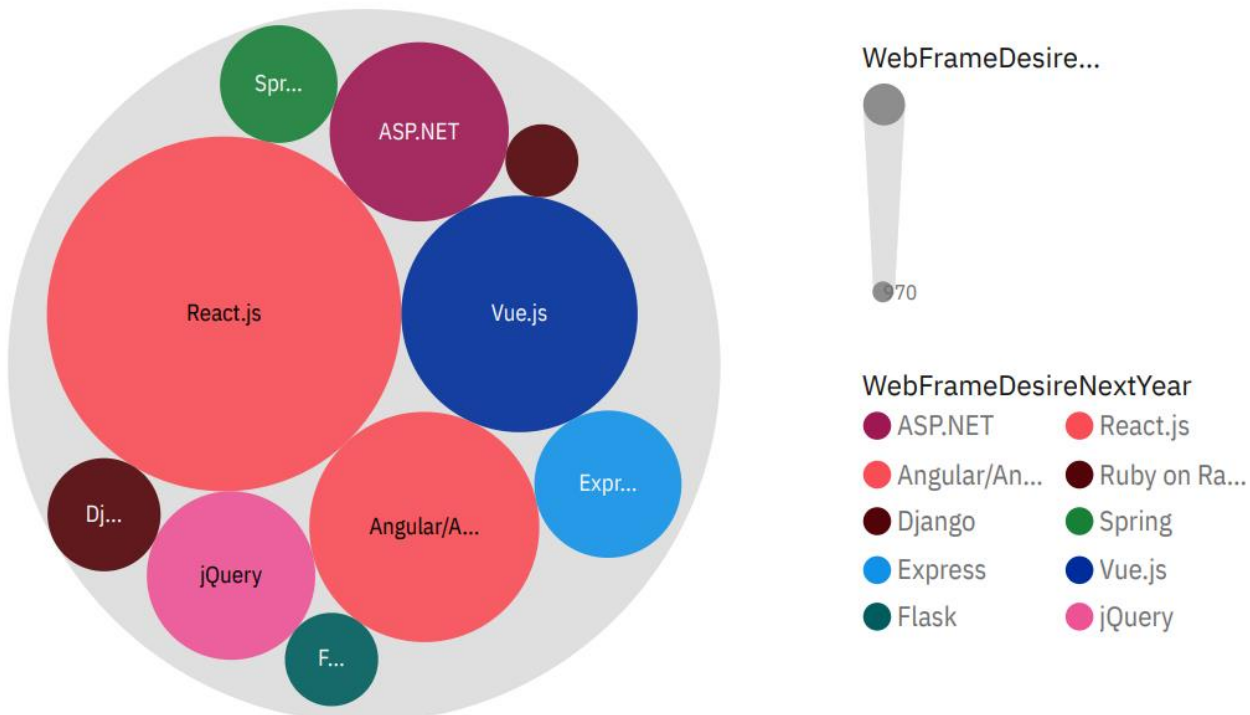 Spr...
ASP.NET
React.js
Vue.js
Dj...
Expr...
Angular/A...
jQuery
F...
WebFrameDesire...
970
WebFrameDesireNextYear
ASP.NET
React.js
Angular/An...
Ruby on Ra...
Django
Spring
Express
Vue.js
Flask
jQuery